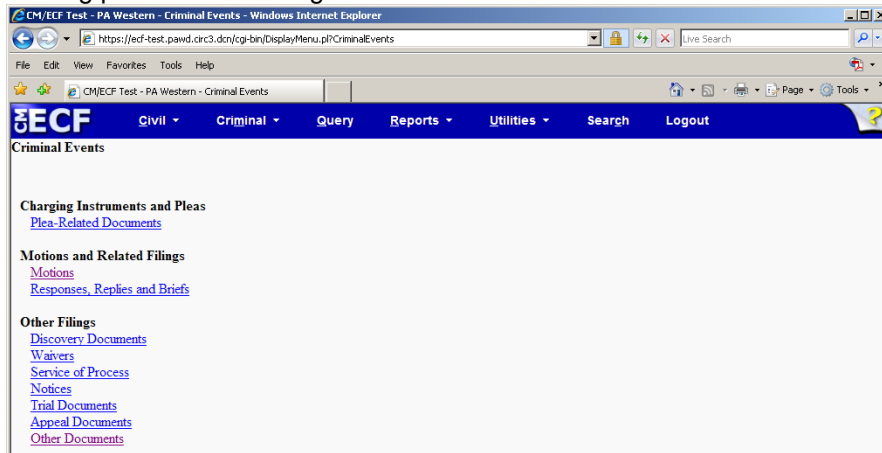 CM/ECF Test - PA Western - Criminal Events - Windows Internet Explorer
https://ecf-test.pawd.circ3.dcn/cgi-bin/DisplayMenu.pl?CriminalEvents
Live Search
File Edit View Favorites Tools Help
CM/ECF Test - PA Western - Criminal Events
Page Tools
CM ECF Civil Criminal Query Reports Utilities Search Logout ?
Criminal Events
Charging Instruments and Pleas
Plea-Related Documents
Motions and Related Filings
Motions
Responses, Replies and Briefs
Other Filings
Discovery Documents
Waivers
Service of Process
Notices
Trial Documents
Appeal Documents
Other Documents